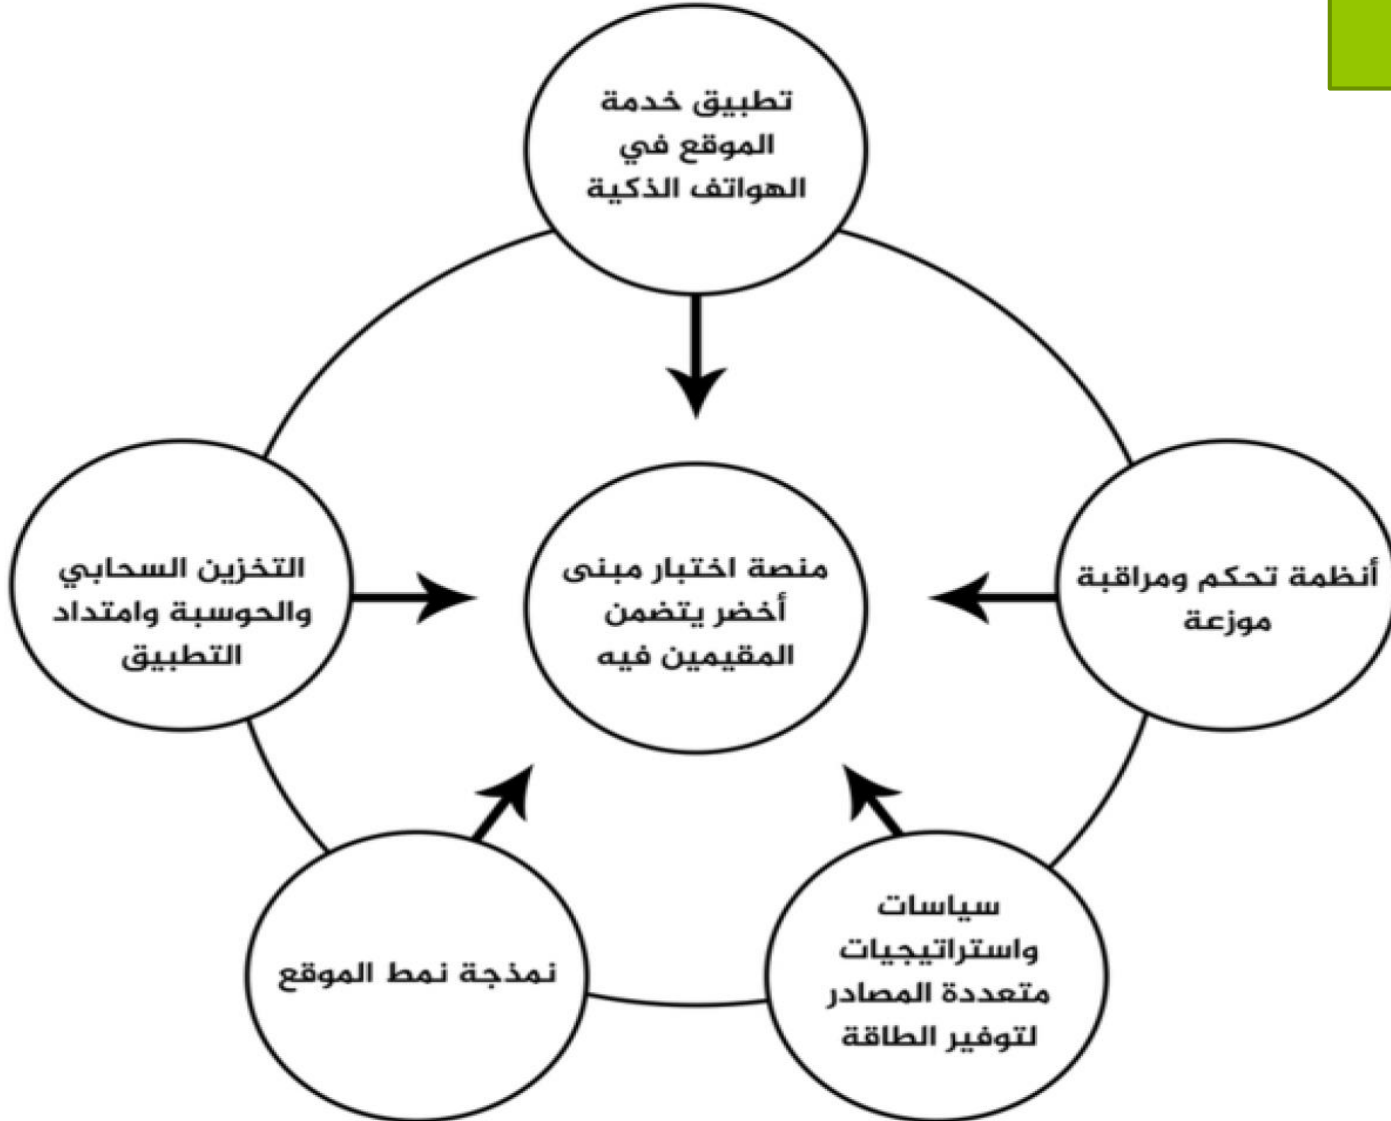 تطبيق خدمة
الموقع في
الهواتف الذكية
أنظمة تحكم ومراقبة
موزعة
منصة اختبار مبنى
أخضر يتضمن
المقيمين فيه
التخزين السحابي
والحوسبة وامتداد
التطبيق
سياسات
واستراتيجيات
متعددة المصادر
لتوفير الطاقة
نمذجة نمط الموقع